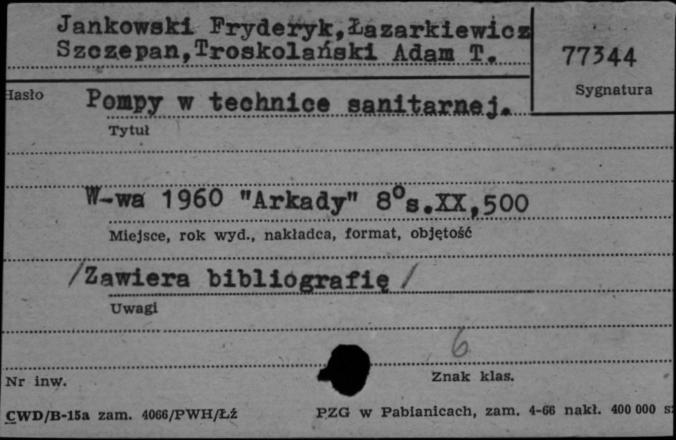 Jankowski Fryderyk,Łazarkiewicz
Szczepan,Troskolański Adam T.
77344
Sygnatura
Hasło
Pompy w technice sanitarnej.
Tytuł
W-wa 1960 "Arkady" 8⁰s.XX,500
Miejsce, rok wyd., nakładca, format, objętość
/Zawiera bibliografię/
Uwagi
6
Nr inw.
Znak klas.
CWD/B-15a zam. 4066/PWH/Łź
PZG w Pabianicach, zam. 4-66 nakł. 400 000 s